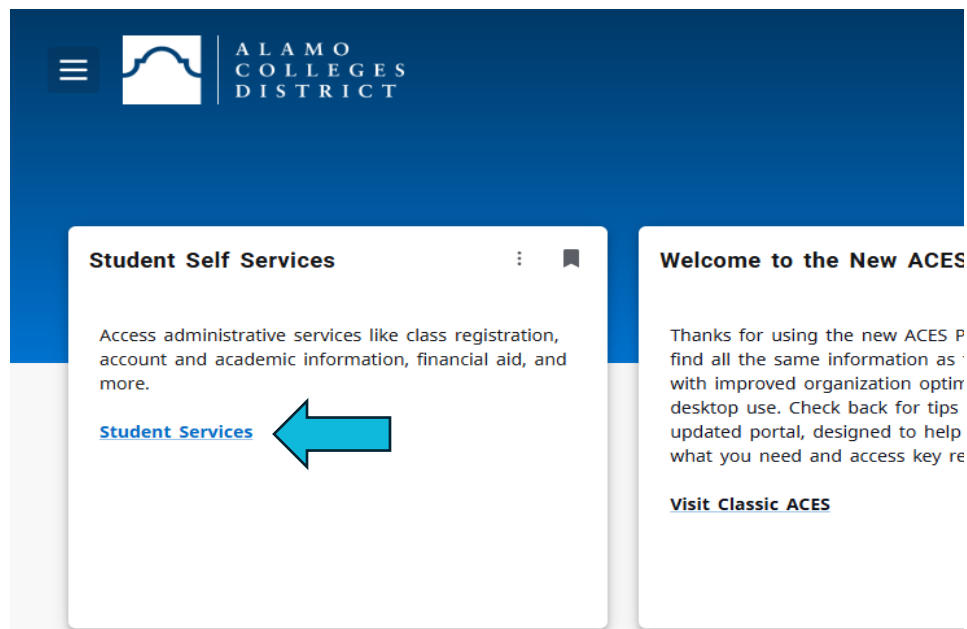 ALAMO
COLLEGES
DISTRICT
Student Self Services
Access administrative services like class registration,
account and academic information, financial aid, and
more.
Student Services
Welcome to the New ACES
Thanks for using the new ACES P
find all the same information as
with improved organization optim
desktop use. Check back for tips
updated portal, designed to help
what you need and access key re
Visit Classic ACES